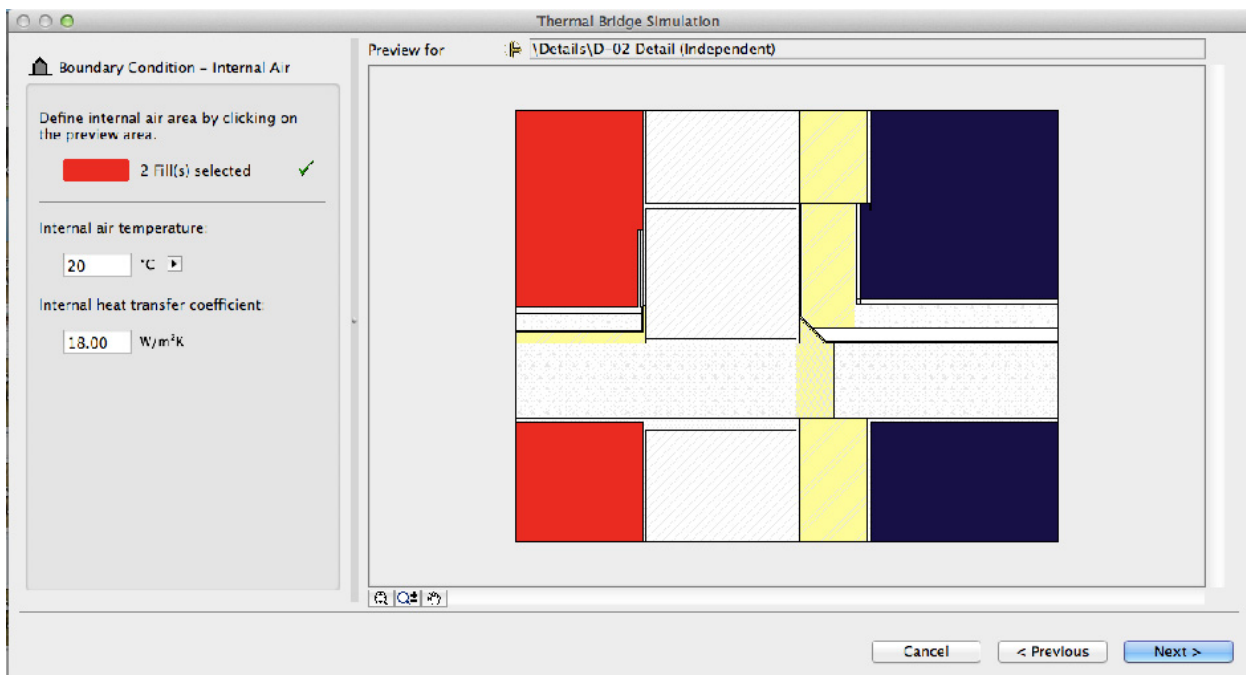 Thermal Bridge Simulation
Boundary Condition – Internal Air
Define internal air area by clicking on
the preview area.
2 Fill(s) selected
Internal air temperature:
20 °C
Internal heat transfer coefficient:
18.00 W/m²K
Preview for \Details\D-02 Detail (Independent)
Cancel
< Previous
Next >